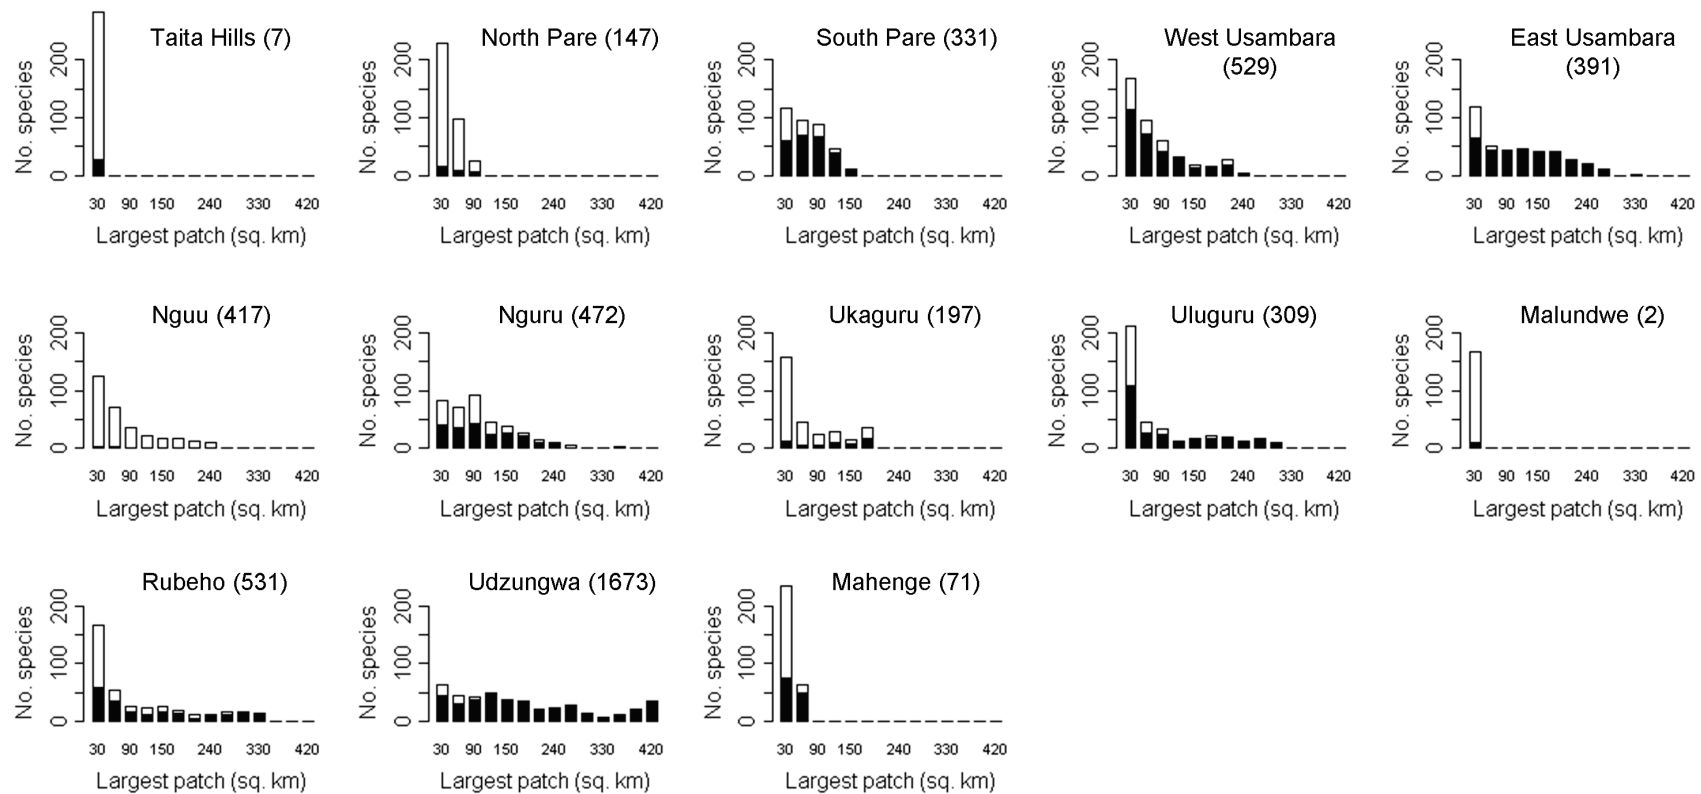 Taita Hills (7)
No. species
0 100 200
30 90 150 240 330 420
Largest patch (sq. km)
North Pare (147)
No. species
0 100 200
30 90 150 240 330 420
Largest patch (sq. km)
South Pare (331)
No. species
0 100 200
30 90 150 240 330 420
Largest patch (sq. km)
West Usambara
(529)
No. species
0 100 200
30 90 150 240 330 420
Largest patch (sq. km)
East Usambara
(391)
No. species
0 100 200
30 90 150 240 330 420
Largest patch (sq. km)
Nguu (417)
No. species
0 100 200
30 90 150 240 330 420
Largest patch (sq. km)
Nguru (472)
No. species
0 100 200
30 90 150 240 330 420
Largest patch (sq. km)
Ukaguru (197)
No. species
0 100 200
30 90 150 240 330 420
Largest patch (sq. km)
Uluguru (309)
No. species
0 100 200
30 90 150 240 330 420
Largest patch (sq. km)
Malundwe (2)
No. species
0 100 200
30 90 150 240 330 420
Largest patch (sq. km)
Rubeho (531)
No. species
0 100 200
30 90 150 240 330 420
Largest patch (sq. km)
Udzungwa (1673)
No. species
0 100 200
30 90 150 240 330 420
Largest patch (sq. km)
Mahenge (71)
No. species
0 100 200
30 90 150 240 330 420
Largest patch (sq. km)